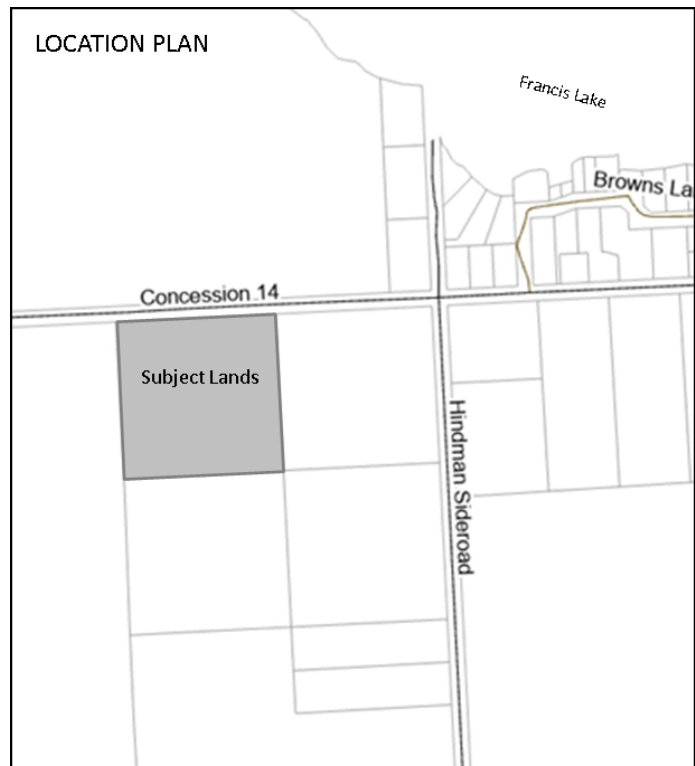 LOCATION PLAN
Francis Lake
Browns La
Concession 14
Subject Lands
Hindman Sideroad